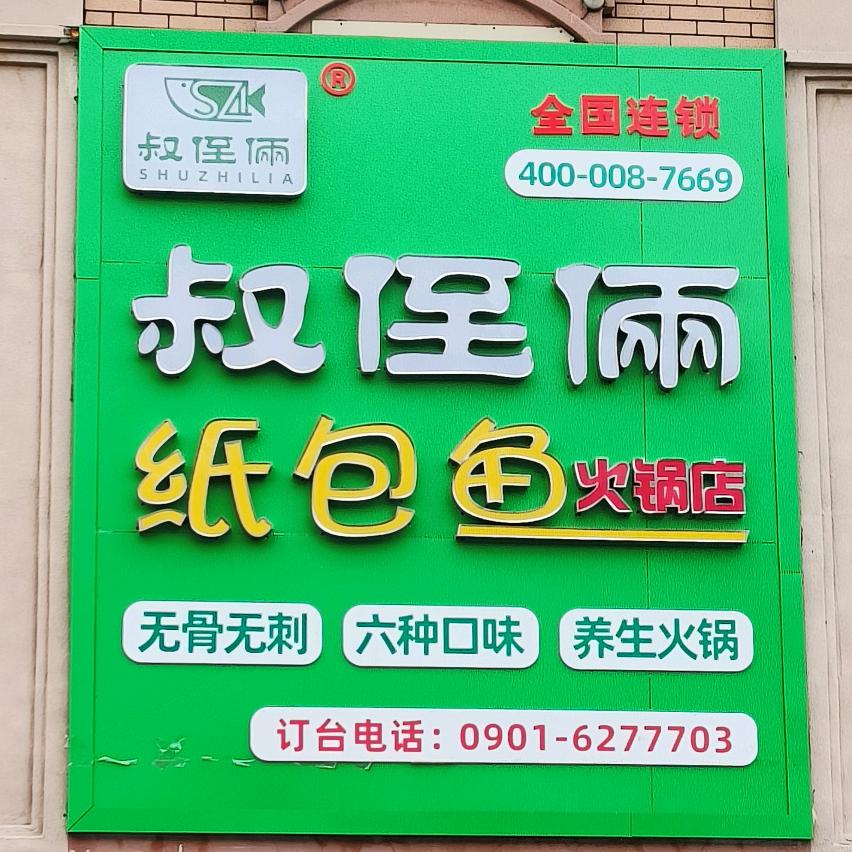 SZL
叔侄俩
SHUZHILIA
®
全国连锁
400-008-7669
叔侄俩
纸包鱼火锅店
无骨无刺 六种口味 养生火锅
订台电话：0901-6277703